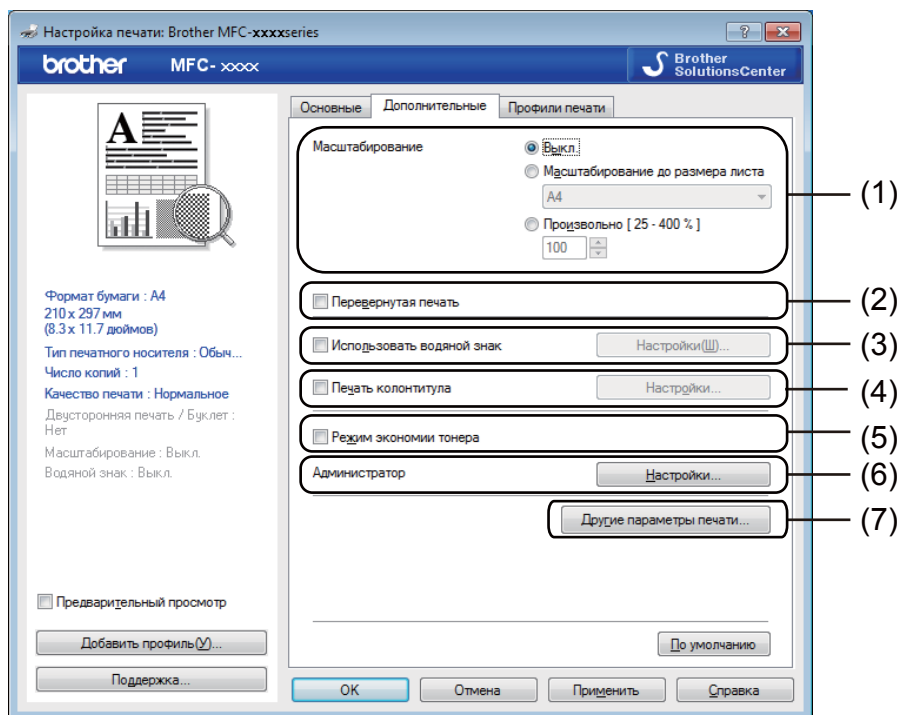 Настройка печати: Brother MFC-xxxxseries
brother MFC- xxxx
Brother
SolutionsCenter
Основные Дополнительные Профили печати
A
Масштабирование
Выкл.
Масштабирование до размера листа
A4
Произвольно [ 25 - 400 % ]
100
(1)
Перевернутая печать
(2)
Использовать водяной знак Настройки(Ш)...
(3)
Печать колонтитула Настройки...
(4)
Режим экономии тонера
(5)
Администратор Настройки...
(6)
Другие параметры печати...
(7)
Формат бумаги : A4
210 x 297 мм
(8.3 x 11.7 дюймов)
Тип печатного носителя : Обыч...
Число копий : 1
Качество печати : Нормальное
Двусторонняя печать / Буклет :
Нет
Масштабирование : Выкл.
Водяной знак : Выкл.
Предварительный просмотр
Добавить профиль(У)...
Поддержка...
По умолчанию
OK Отмена Применить Справка